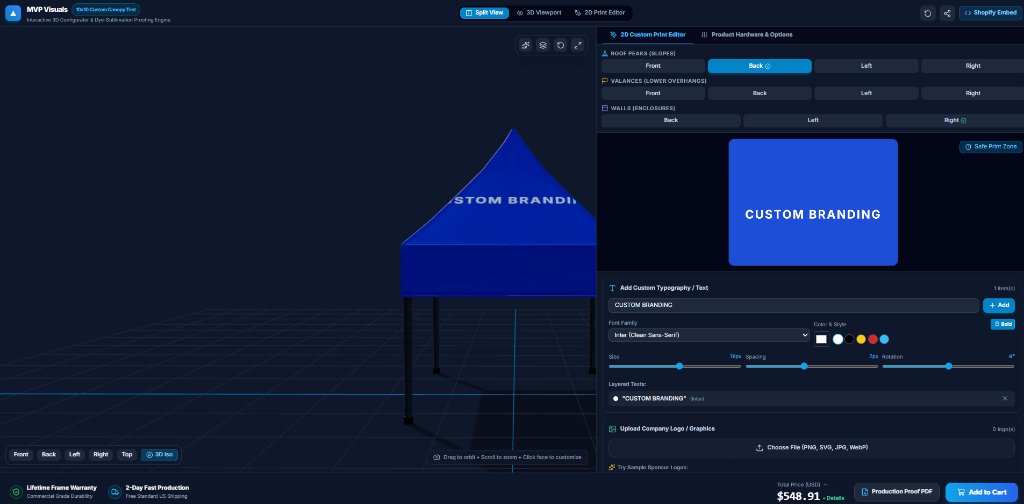 MVP Visuals
10x10 Custom Canopy Tent
Interactive 3D Configurator & Dye-Sublimation Proofing Engine
Split View
3D Viewport
2D Print Editor
Shopify Embed
2D Custom Print Editor
Product Hardware & Options
ROOF PEAKS (SLOPES)
Front
Back
Left
Right
VALANCES (LOWER OVERHANGS)
Front
Back
Left
Right
WALLS (ENCLOSURES)
Back
Left
Right
Safe Print Zone
CUSTOM BRANDING
STOM BRANDI
Add Custom Typography / Text
1 item(s)
CUSTOM BRANDING
Add
Font Family
Color & Style
Bold
Inter (Clean Sans-Serif)
Size
70px
Spacing
7px
Rotation
0°
Layered Texts:
"CUSTOM BRANDING"
(Inter)
Upload Company Logo / Graphics
0 logo(s)
Choose File (PNG, SVG, JPG, WebP)
Try Sample Sponsor Logos:
Front
Back
Left
Right
Top
3D Iso
Drag to orbit • Scroll to zoom • Click face to customize
Lifetime Frame Warranty
Commercial Grade Durability
2-Day Fast Production
Free Standard US Shipping
Total Price (USD)
$548.91
• Details
Production Proof PDF
Add to Cart